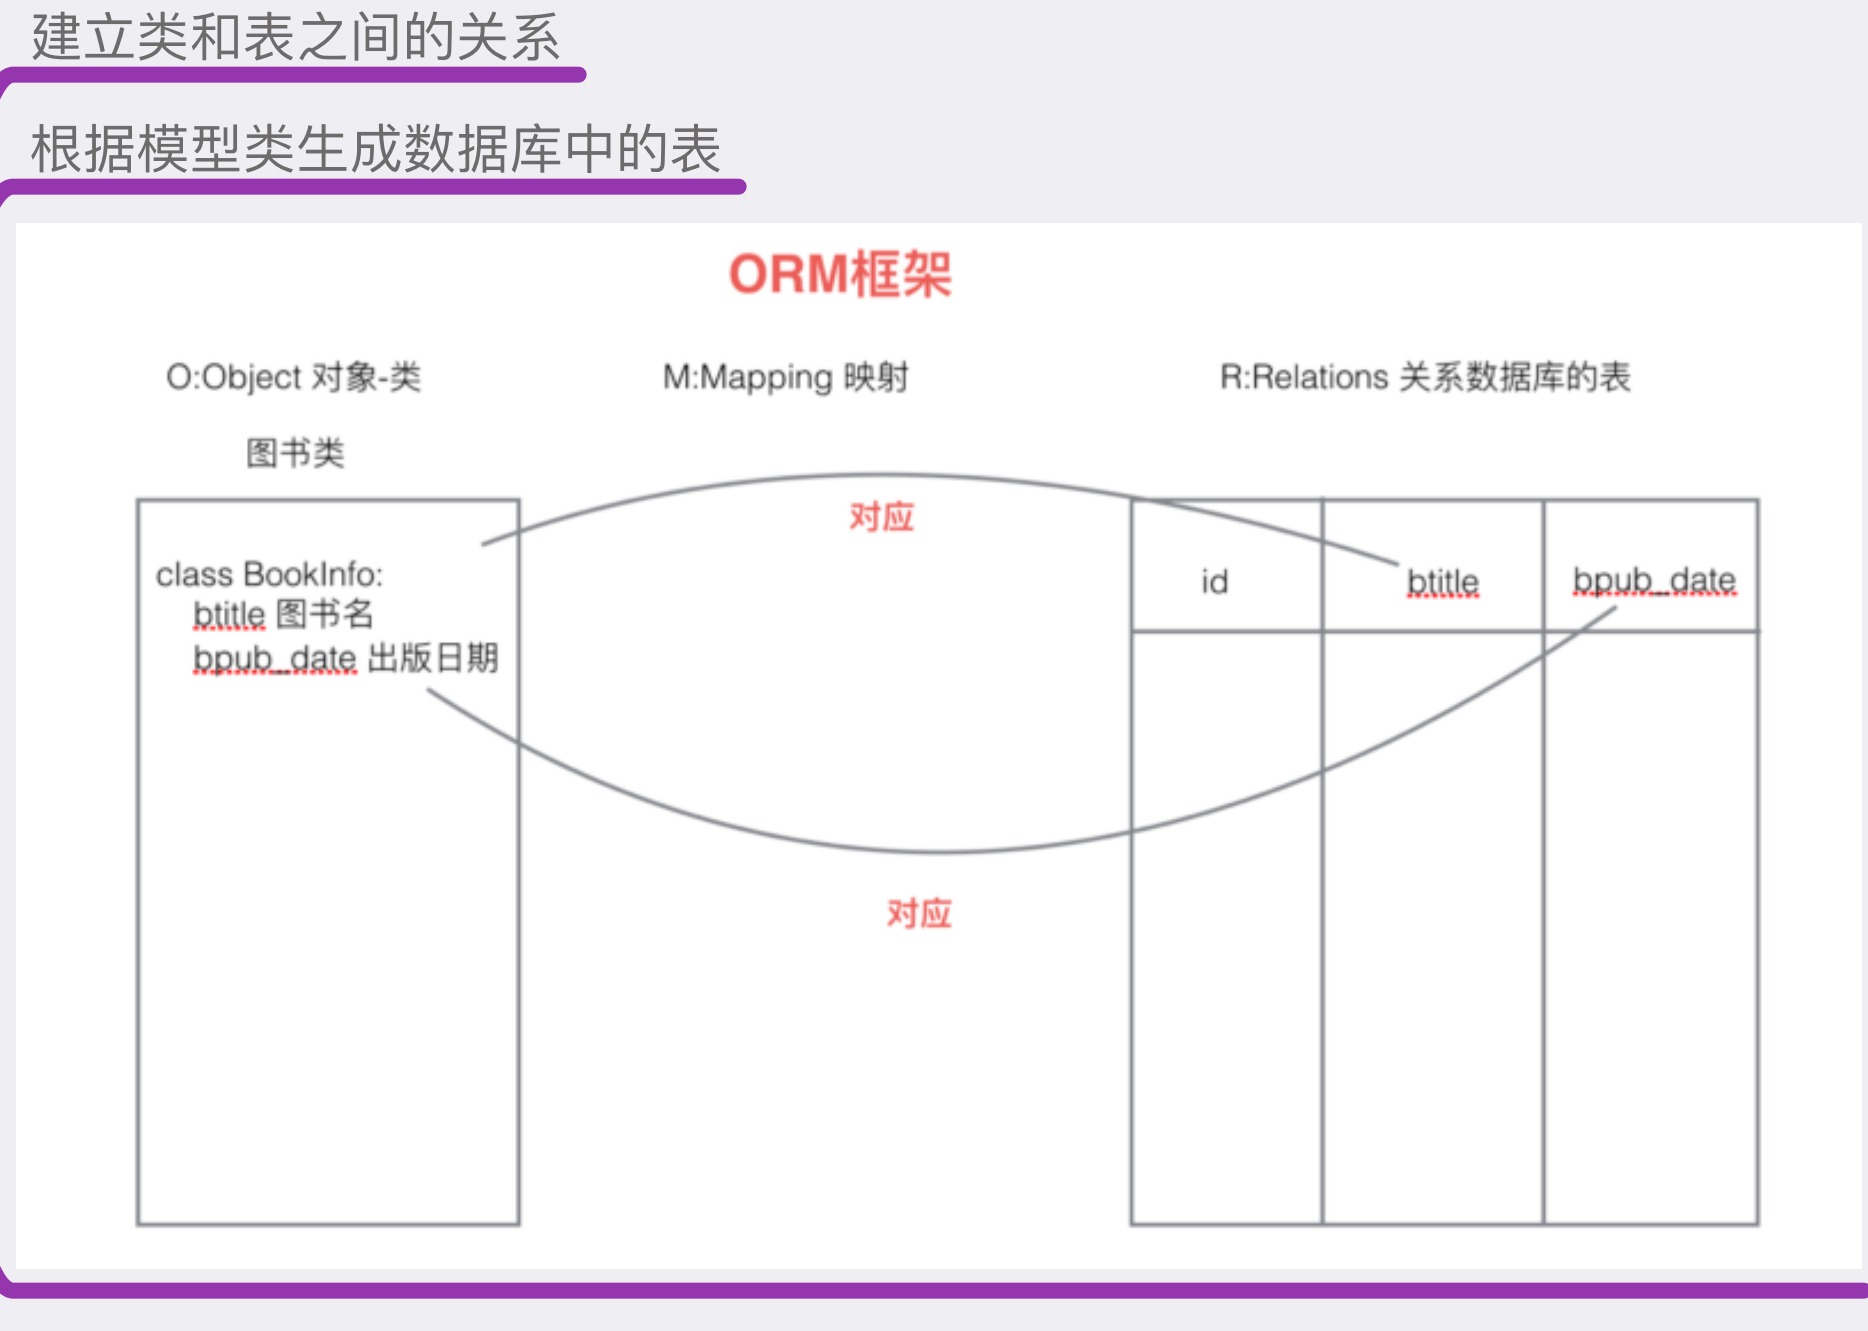 建立类和表之间的关系
根据模型类生成数据库中的表
ORM框架
O:Object 对象-类
M:Mapping 映射
R:Relations 关系数据库的表
图书类
对应
class BookInfo:
btitle 图书名
bpub_date 出版日期
id
btitle
bpub_date
对应